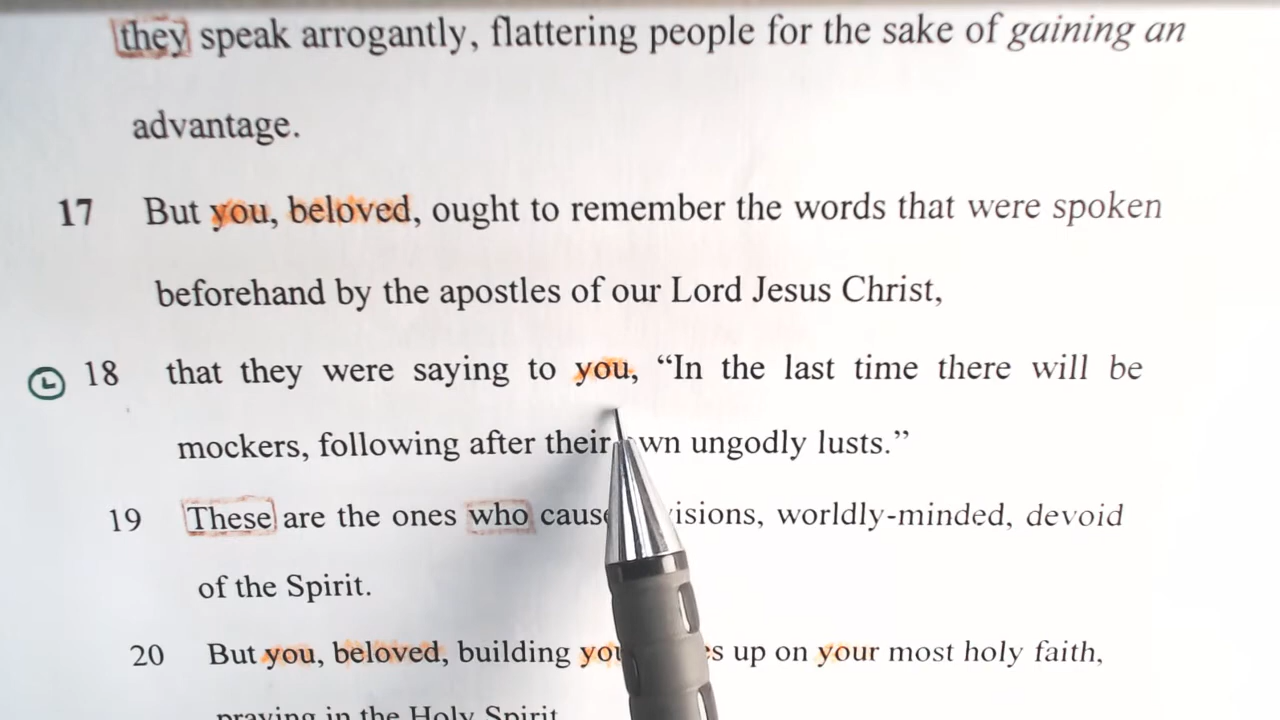 they speak arrogantly, flattering people for the sake of gaining an
advantage.
17 But you, beloved, ought to remember the words that were spoken
beforehand by the apostles of our Lord Jesus Christ,
18 that they were saying to you, “In the last time there will be
mockers, following after their wn ungodly lusts.”
19 These are the ones who cause isions, worldly-minded, devoid
of the Spirit.
20 But you, beloved, building you s up on your most holy faith,
praying in the Holy Spirit